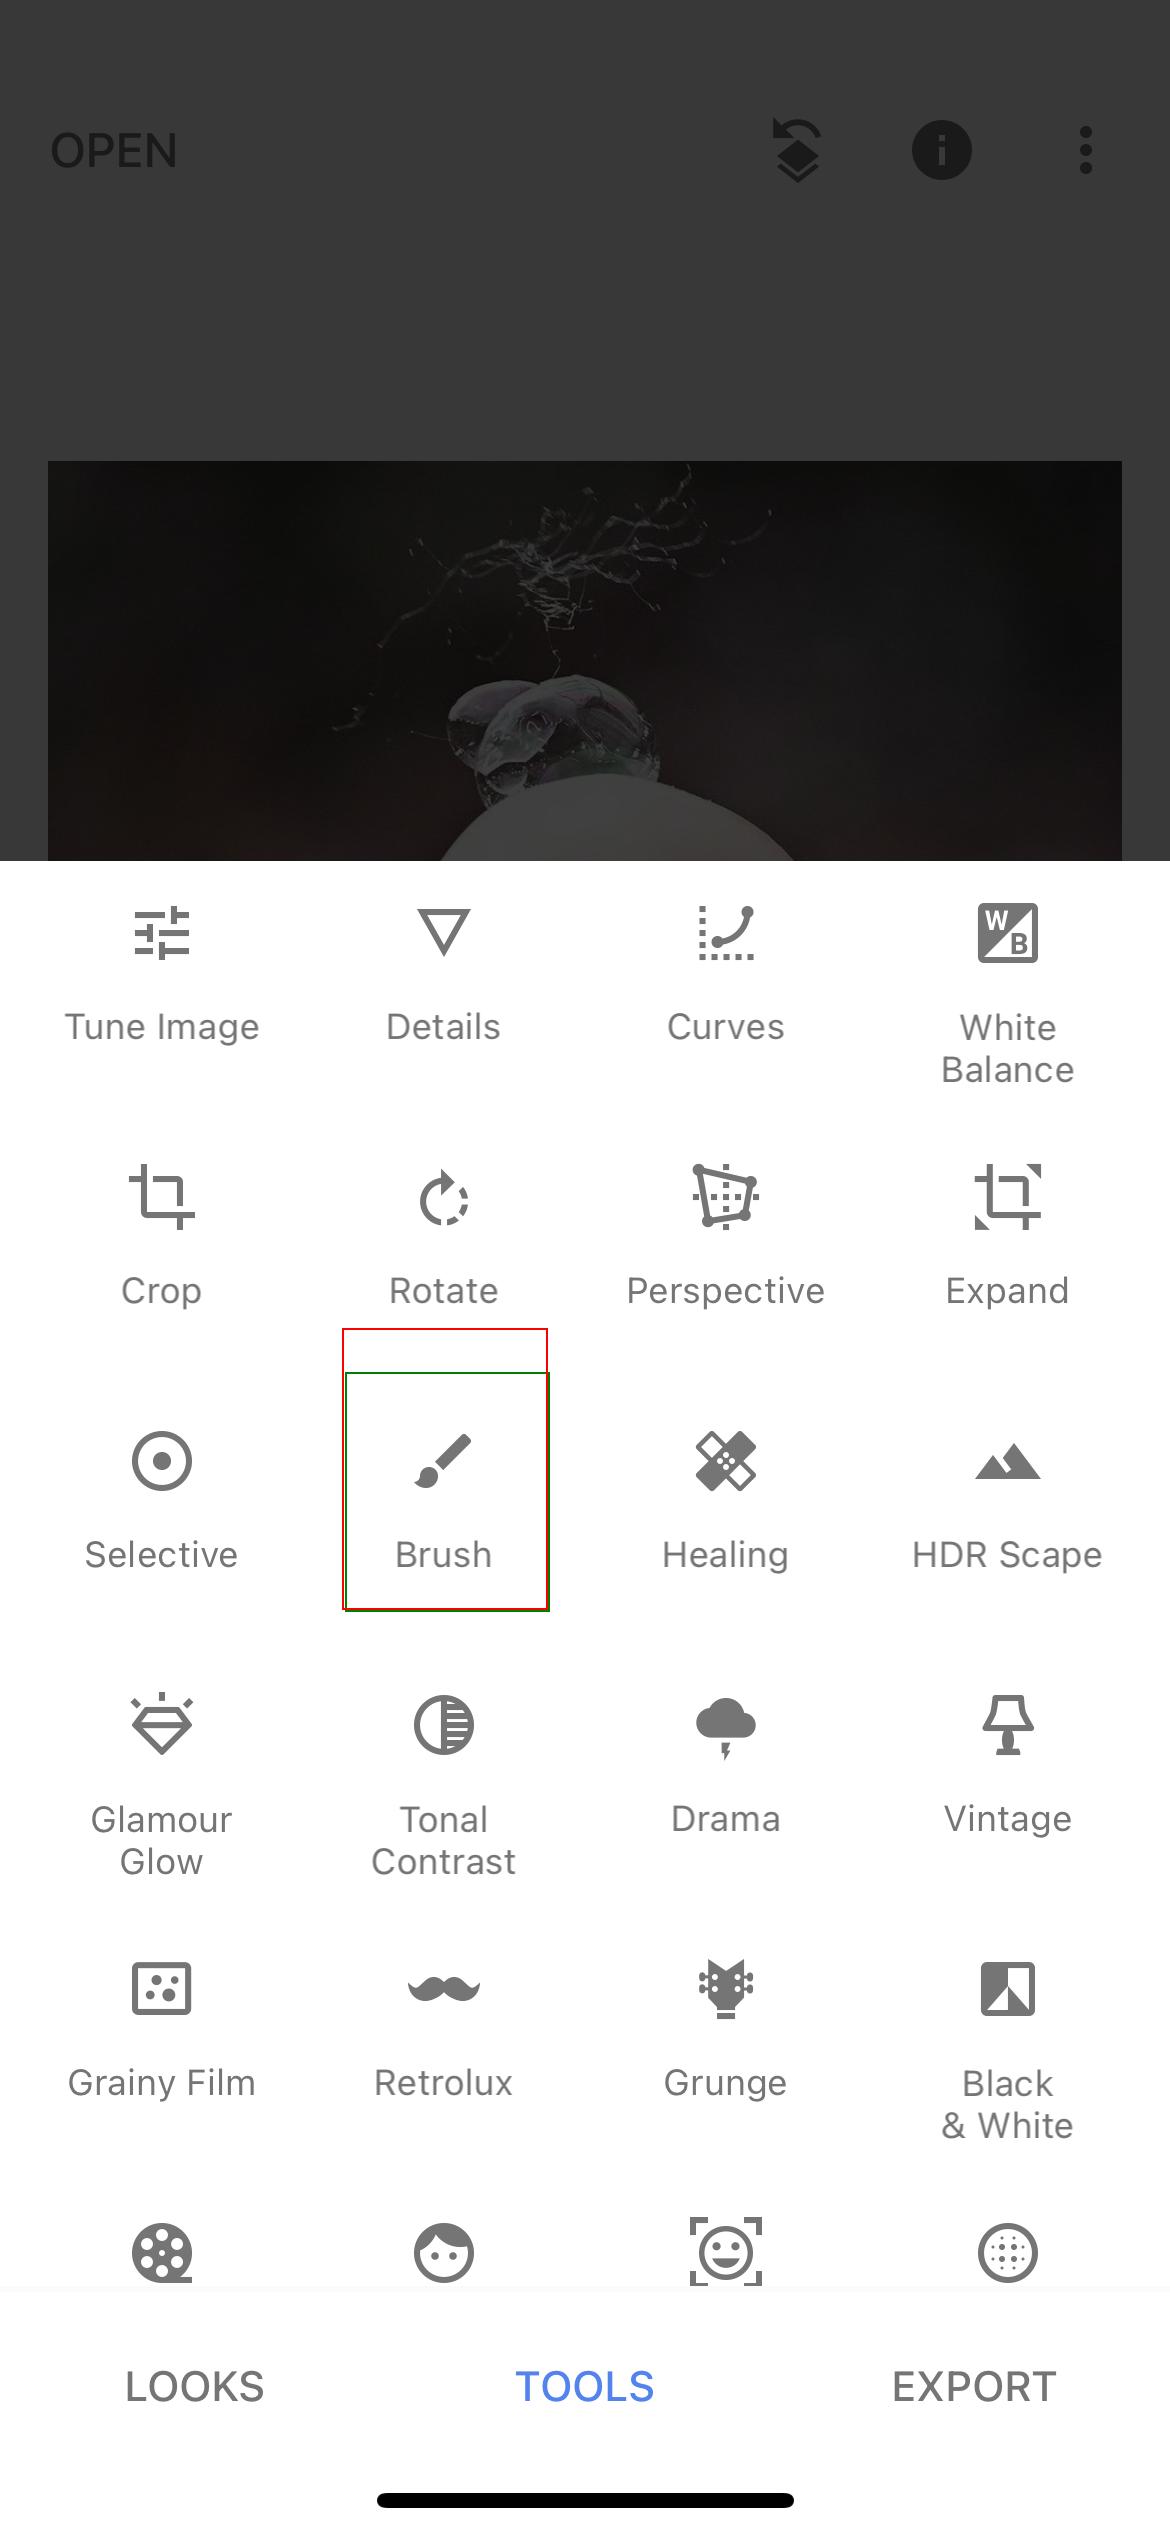 OPEN
Tune Image
Details
Curves
White
Balance
Crop
Rotate
Perspective
Expand
Selective
Brush
Healing
HDR Scape
Glamour
Glow
Tonal
Contrast
Drama
Vintage
Grainy Film
Retrolux
Grunge
Black
& White
LOOKS
TOOLS
EXPORT